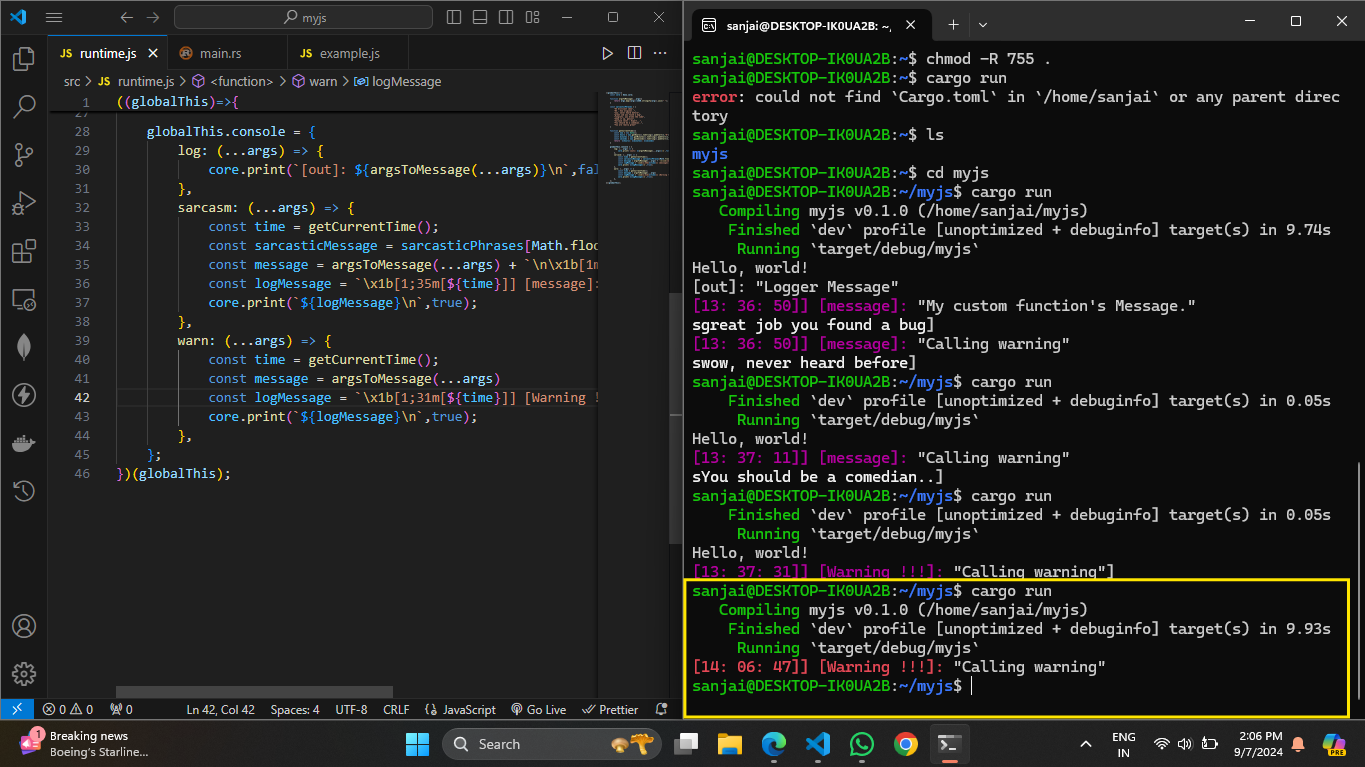 myjs
JS runtime.js
main.rs
JS example.js
src > JS runtime.js > <function> > warn > logMessage
1 ((globalThis)=>{
27
28 globalThis.console = {
29 log: (...args) => {
30 core.print(`[out]: ${argsToMessage(...args)}\n`,fal
31 },
32 sarcasm: (...args) => {
33 const time = getCurrentTime();
34 const sarcasticMessage = sarcasticPhrases[Math.floo
35 const message = argsToMessage(...args) + `\n\x1b[1m
36 const logMessage = `\x1b[1;35m[${time}]] [message]:
37 core.print(`${logMessage}\n`,true);
38 },
39 warn: (...args) => {
40 const time = getCurrentTime();
41 const message = argsToMessage(...args)
42 const logMessage = `\x1b[1;31m[${time}]] [Warning !
43 core.print(`${logMessage}\n`,true);
44 },
45 };
46 })(globalThis);
0 0 0 Ln 42, Col 42 Spaces: 4 UTF-8 CRLF JavaScript Go Live Prettier
sanjai@DESKTOP-IK0UA2B: ~,
sanjai@DESKTOP-IK0UA2B:~$ chmod -R 755 .
sanjai@DESKTOP-IK0UA2B:~$ cargo run
error: could not find `Cargo.toml` in `/home/sanjai` or any parent direc
tory
sanjai@DESKTOP-IK0UA2B:~$ ls
myjs
sanjai@DESKTOP-IK0UA2B:~$ cd myjs
sanjai@DESKTOP-IK0UA2B:~/myjs$ cargo run
Compiling myjs v0.1.0 (/home/sanjai/myjs)
Finished `dev` profile [unoptimized + debuginfo] target(s) in 9.74s
Running `target/debug/myjs`
Hello, world!
[out]: "Logger Message"
[13: 36: 50]] [message]: "My custom function's Message."
sgreat job you found a bug]
[13: 36: 50]] [message]: "Calling warning"
swow, never heard before]
sanjai@DESKTOP-IK0UA2B:~/myjs$ cargo run
Finished `dev` profile [unoptimized + debuginfo] target(s) in 0.05s
Running `target/debug/myjs`
Hello, world!
[13: 37: 11]] [message]: "Calling warning"
sYou should be a comedian..]
sanjai@DESKTOP-IK0UA2B:~/myjs$ cargo run
Finished `dev` profile [unoptimized + debuginfo] target(s) in 0.05s
Running `target/debug/myjs`
Hello, world!
[13: 37: 31]] [Warning !!!]: "Calling warning"]
sanjai@DESKTOP-IK0UA2B:~/myjs$ cargo run
Compiling myjs v0.1.0 (/home/sanjai/myjs)
Finished `dev` profile [unoptimized + debuginfo] target(s) in 9.93s
Running `target/debug/myjs`
[14: 06: 47]] [Warning !!!]: "Calling warning"
sanjai@DESKTOP-IK0UA2B:~/myjs$
1
Breaking news
Boeing's Starline...
Search
PRE
ENG
IN
2:06 PM
9/7/2024